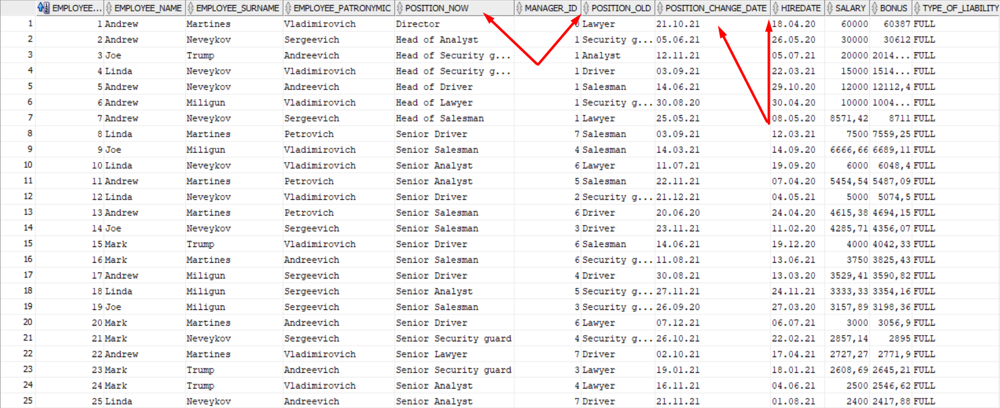 EMPLOYEE... EMPLOYEE_NAME EMPLOYEE_SURNAME EMPLOYEE_PATRONYMIC POSITION_NOW MANAGER_ID POSITION_OLD POSITION_CHANGE_DATE HIREDATE SALARY BONUS TYPE_OF_LIABILITY
1 1 Andrew Martines Vladimirovich Director 0 Lawyer 21.10.21 18.04.20 60000 60387 FULL
2 2 Andrew Neveykov Sergeevich Head of Analyst 1 Security g... 05.06.21 26.05.20 30000 30612 FULL
3 3 Joe Trump Andreevich Head of Security g... 1 Analyst 12.11.21 05.07.21 20000 2014... FULL
4 4 Linda Neveykov Vladimirovich Head of Security g... 1 Driver 03.09.21 22.03.21 15000 1514... FULL
5 5 Andrew Neveykov Andreevich Head of Driver 1 Salesman 14.06.21 29.10.20 12000 12112,4 FULL
6 6 Andrew Miligun Vladimirovich Head of Lawyer 1 Security g... 30.08.20 30.04.20 10000 1004... FULL
7 7 Andrew Neveykov Sergeevich Head of Salesman 1 Lawyer 25.05.21 08.05.20 8571,42 8711 FULL
8 8 Linda Martines Petrovich Senior Driver 7 Salesman 03.09.21 12.03.21 7500 7559,25 FULL
9 9 Joe Miligun Vladimirovich Senior Salesman 4 Salesman 14.03.21 14.09.20 6666,66 6689,11 FULL
10 10 Linda Neveykov Vladimirovich Senior Analyst 6 Lawyer 11.07.21 19.09.20 6000 6048,4 FULL
11 11 Andrew Martines Petrovich Senior Analyst 5 Salesman 22.11.21 07.04.20 5454,54 5487,09 FULL
12 12 Linda Neveykov Vladimirovich Senior Driver 2 Security g... 21.12.21 04.05.21 5000 5074,5 FULL
13 13 Andrew Martines Petrovich Senior Salesman 6 Driver 20.06.20 24.04.20 4615,38 4694,15 FULL
14 14 Joe Neveykov Sergeevich Senior Salesman 3 Driver 23.11.21 11.02.20 4285,71 4356,07 FULL
15 15 Mark Trump Vladimirovich Senior Driver 6 Salesman 14.06.21 19.12.20 4000 4042,33 FULL
16 16 Mark Martines Andreevich Senior Salesman 6 Security g... 11.08.21 13.06.21 3750 3825,43 FULL
17 17 Andrew Miligun Sergeevich Senior Driver 4 Driver 30.08.21 13.03.20 3529,41 3590,82 FULL
18 18 Linda Miligun Sergeevich Senior Analyst 5 Security g... 27.11.21 24.11.21 3333,33 3354,16 FULL
19 19 Joe Miligun Sergeevich Senior Salesman 3 Security g... 26.09.20 27.03.20 3157,89 3198,36 FULL
20 20 Mark Martines Andreevich Senior Driver 6 Lawyer 07.12.21 06.07.21 3000 3056,9 FULL
21 21 Mark Neveykov Sergeevich Senior Security guard 4 Security g... 26.10.21 22.02.21 2857,14 2895 FULL
22 22 Andrew Martines Vladimirovich Senior Lawyer 7 Driver 02.10.21 17.04.21 2727,27 2771,9 FULL
23 23 Mark Trump Andreevich Senior Security guard 3 Lawyer 19.01.21 18.01.21 2608,69 2645,21 FULL
24 24 Mark Trump Vladimirovich Senior Analyst 4 Lawyer 16.11.21 04.06.21 2500 2546,62 FULL
25 25 Linda Neveykov Andreevich Senior Analyst 7 Driver 21.11.21 01.08.21 2400 2417,88 FULL